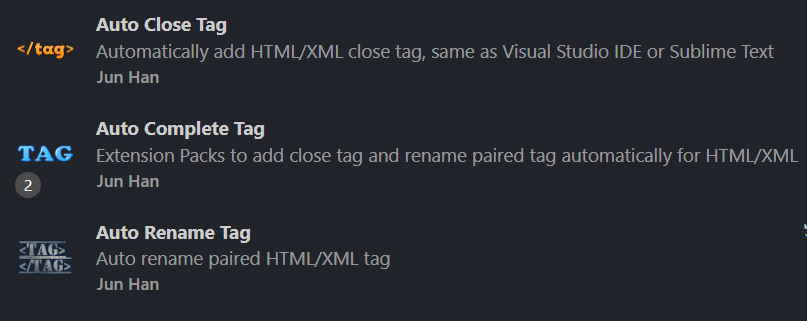 Auto Close Tag
</tag>
Automatically add HTML/XML close tag, same as Visual Studio IDE or Sublime Text
Jun Han
Auto Complete Tag
TAG
Extension Packs to add close tag and rename paired tag automatically for HTML/XML
2
Jun Han
Auto Rename Tag
<TAG>
</TAG>
Auto rename paired HTML/XML tag
Jun Han